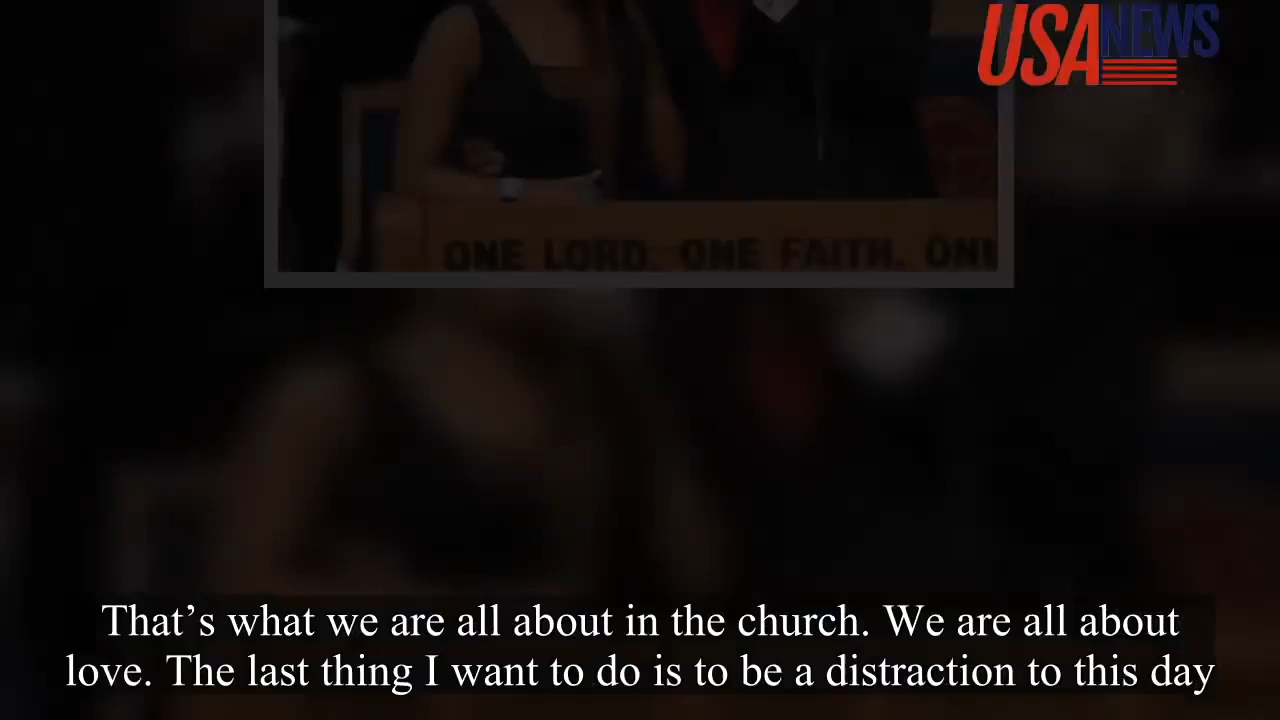 USA NEWS
ONE LORD. ONE FAITH. ON
That’s what we are all about in the church. We are all about
love. The last thing I want to do is to be a distraction to this day